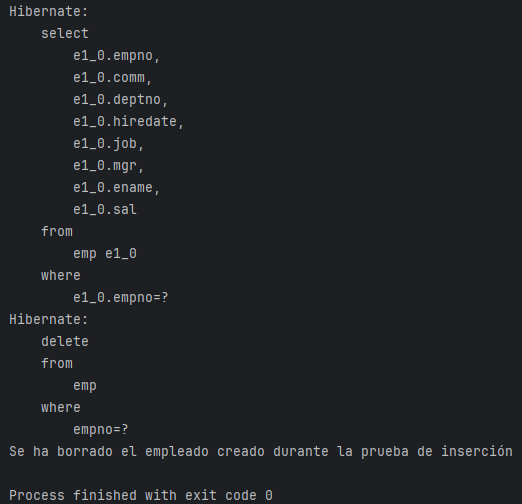 Hibernate:
    select
        e1_0.empno,
        e1_0.comm,
        e1_0.deptno,
        e1_0.hiredate,
        e1_0.job,
        e1_0.mgr,
        e1_0.ename,
        e1_0.sal
    from
        emp e1_0
    where
        e1_0.empno=?
Hibernate:
    delete
    from
        emp
    where
        empno=?
Se ha borrado el empleado creado durante la prueba de inserción

Process finished with exit code 0